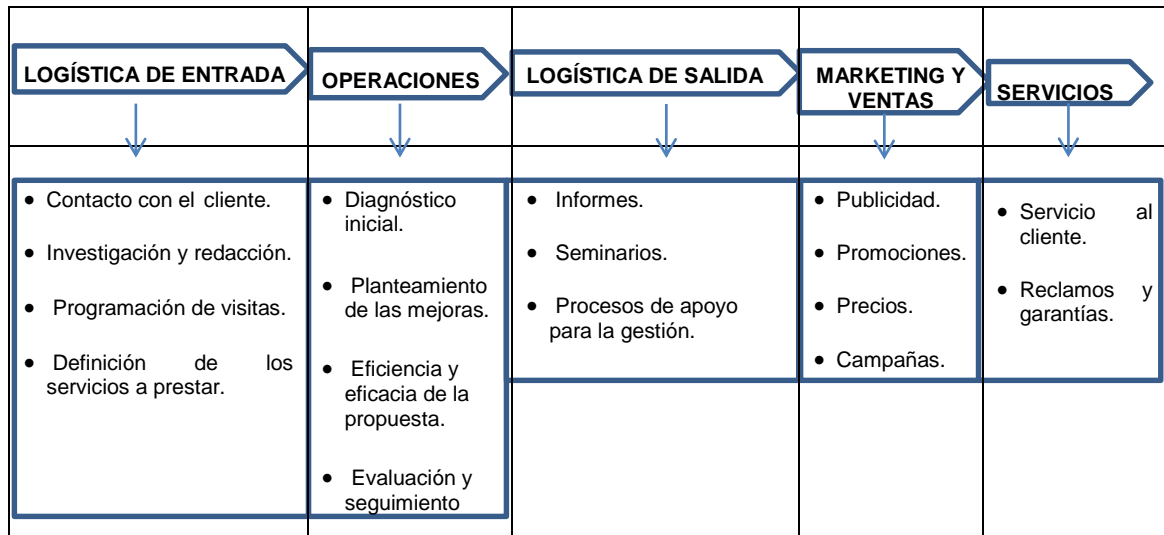 LOGÍSTICA DE ENTRADA
OPERACIONES
LOGÍSTICA DE SALIDA
MARKETING Y
VENTAS
SERVICIOS
• Contacto con el cliente.
• Investigación y redacción.
• Programación de visitas.
• Definición de los
servicios a prestar.
• Diagnóstico
inicial.
• Planteamiento
de las mejoras.
• Eficiencia y
eficacia de la
propuesta.
• Evaluación y
seguimiento
• Informes.
• Seminarios.
• Procesos de apoyo
para la gestión.
• Publicidad.
• Promociones.
• Precios.
• Campañas.
• Servicio al
cliente.
• Reclamos y
garantías.